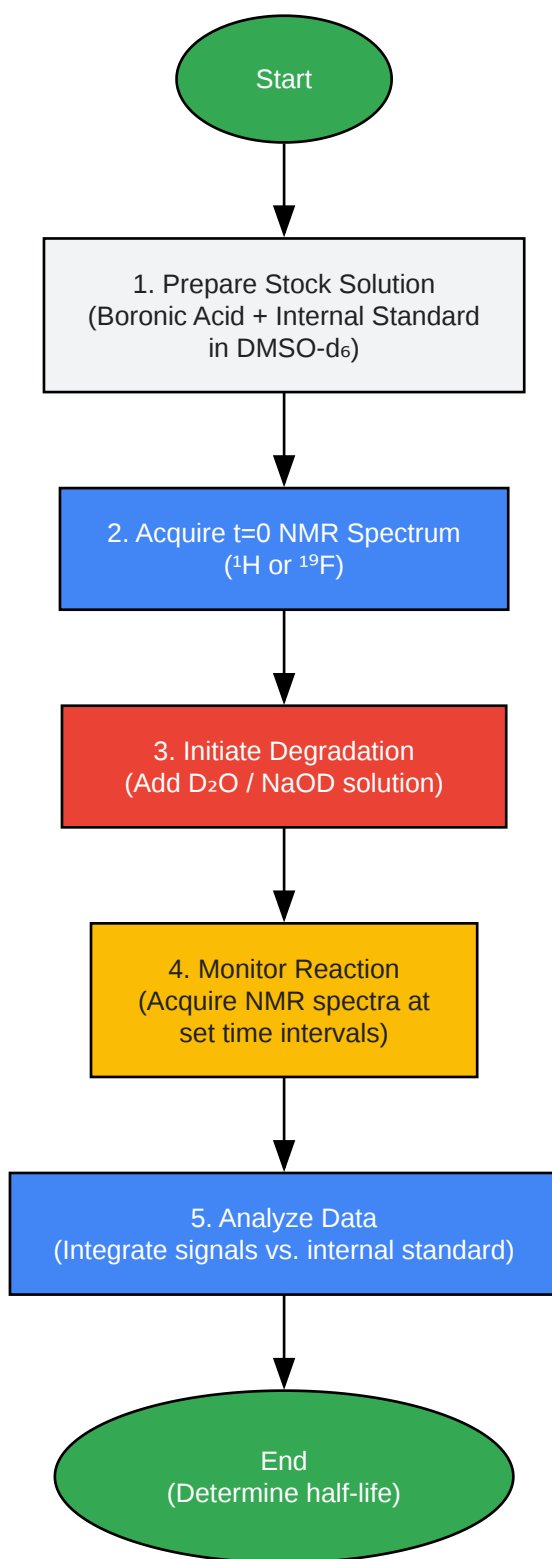 Start
1. Prepare Stock Solution
(Boronic Acid + Internal Standard
in DMSO-d₆)
2. Acquire t=0 NMR Spectrum
(¹H or ¹⁹F)
3. Initiate Degradation
(Add D₂O / NaOD solution)
4. Monitor Reaction
(Acquire NMR spectra at
set time intervals)
5. Analyze Data
(Integrate signals vs. internal standard)
End
(Determine half-life)